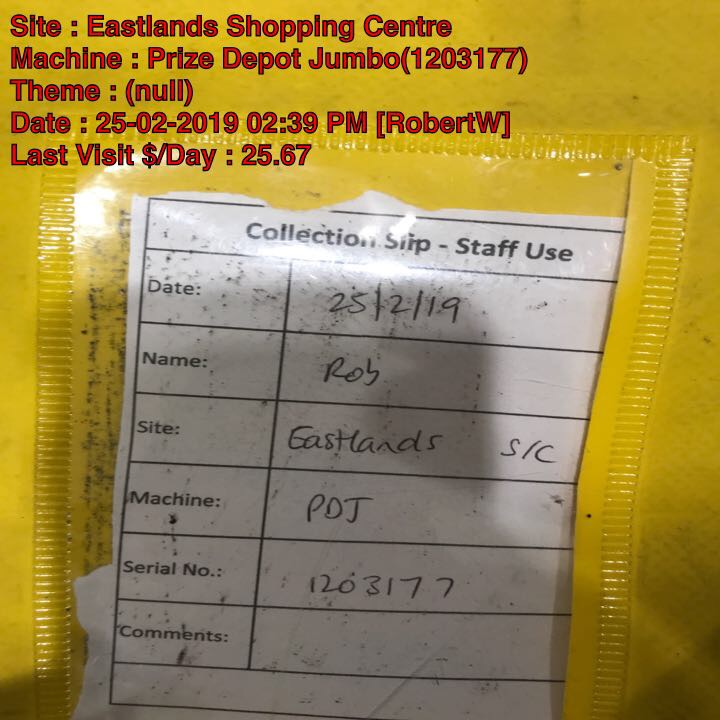 Site : Eastlands Shopping Centre
Machine : Prize Depot Jumbo(1203177)
Theme : (null)
Date : 25-02-2019 02:39 PM [RobertW]
Last Visit $/Day : 25.67
Collection Slip - Staff Use
Date: 25/2/19
Name: Rob
Site: Eastlands S/C
Machine: PDJ
Serial No.: 1203177
Comments: